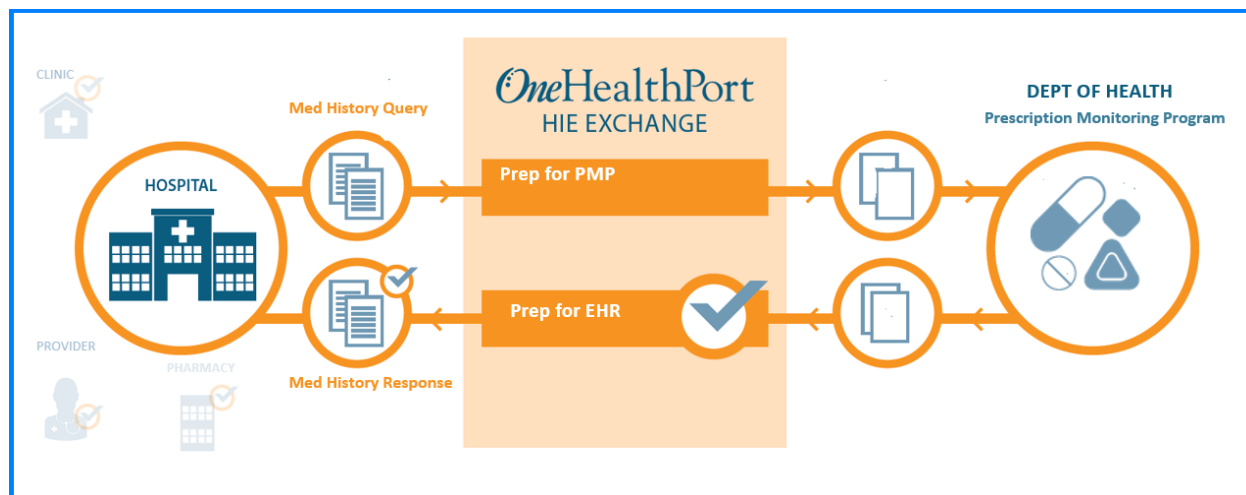 CLINIC
Med History Query
OneHealthPort
HIE EXCHANGE
DEPT OF HEALTH
Prescription Monitoring Program
HOSPITAL
Prep for PMP
Prep for EHR
PROVIDER
PHARMACY
Med History Response